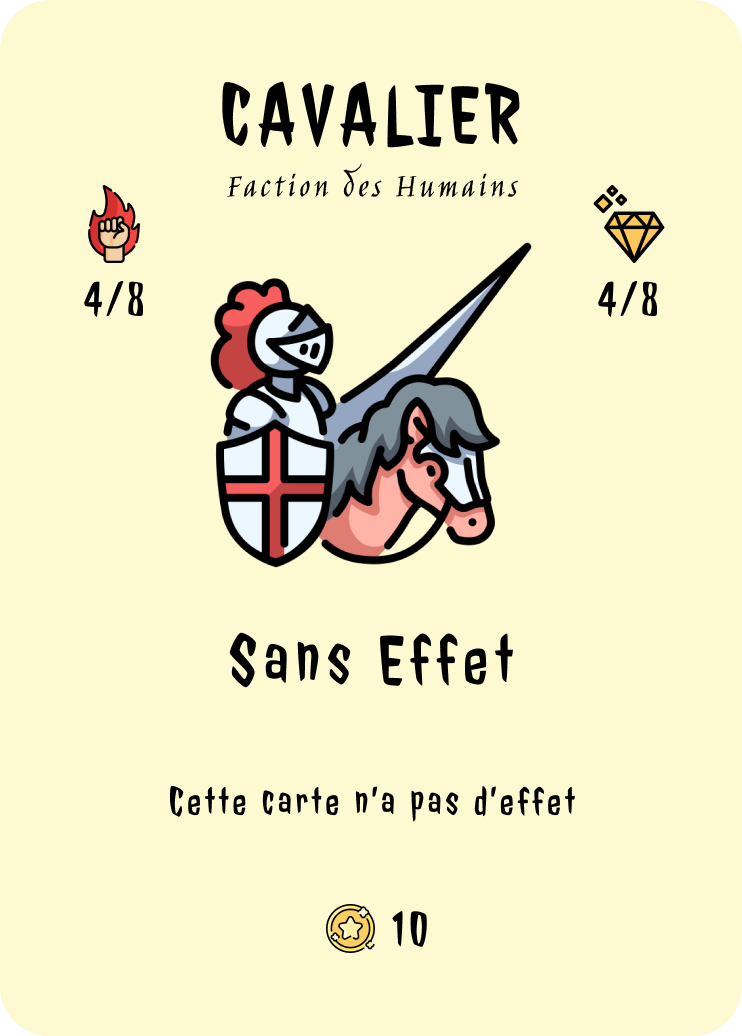 CAVALIER
Faction des Humains
4/8
4/8
Sans Effet
Cette carte n'a pas d'effet
10